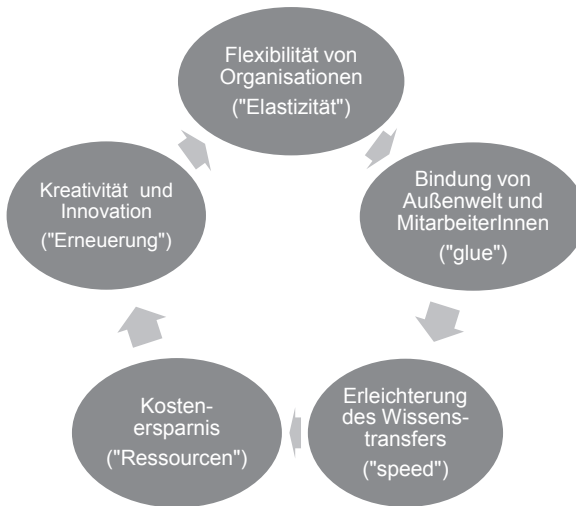 Flexibilität von
Organisationen
("Elastizität")
Bindung von
Außenwelt und
MitarbeiterInnen
("glue")
Erleichterung
des Wissens-
transfers
("speed")
Kosten-
ersparnis
("Ressourcen")
Kreativität und
Innovation
("Erneuerung")